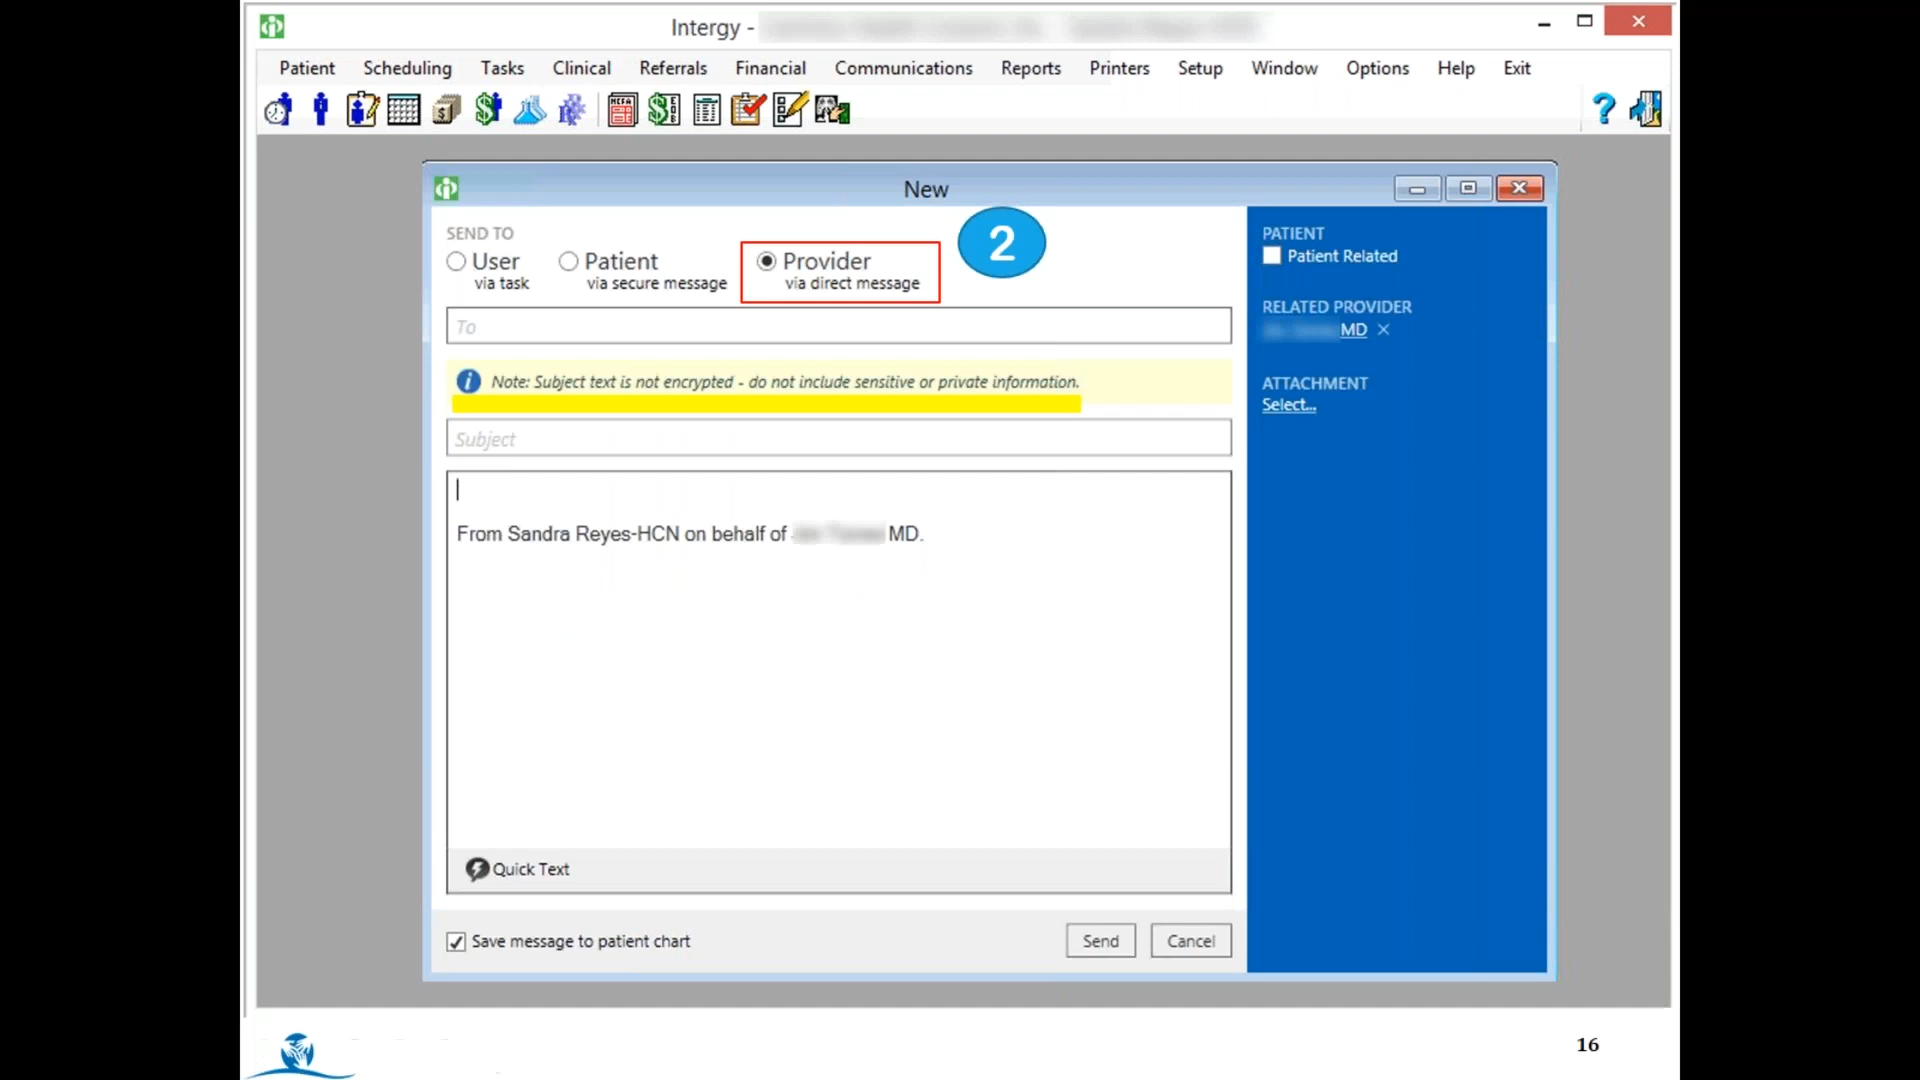 Intergy -
Patient Scheduling Tasks Clinical Referrals Financial Communications Reports Printers Setup Window Options Help Exit
New
2
SEND TO
User
via task
Patient
via secure message
Provider
via direct message
To
Note: Subject text is not encrypted - do not include sensitive or private information.
Subject
From Sandra Reyes-HCN on behalf of MD.
Quick Text
Save message to patient chart
Send
Cancel
PATIENT
Patient Related
RELATED PROVIDER
MD
ATTACHMENT
Select...
16